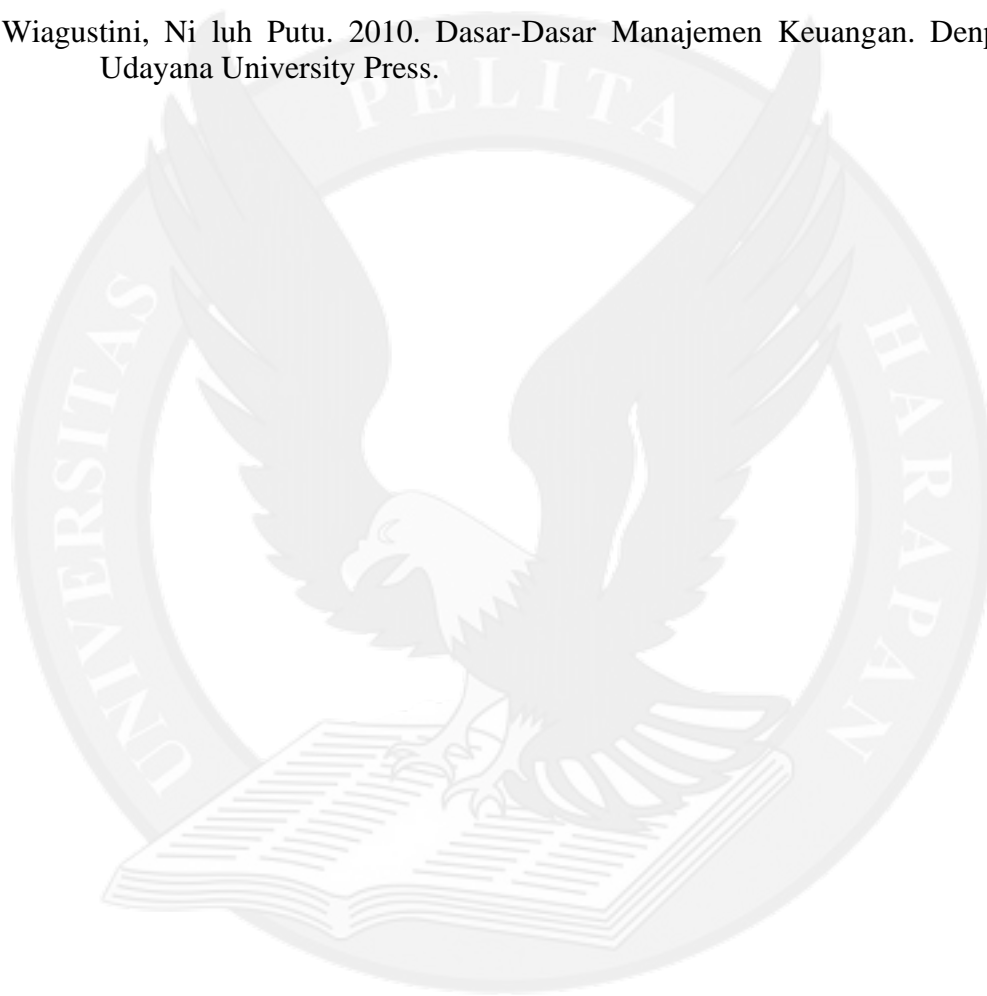 Wiagustini, Ni luh Putu. 2010. Dasar-Dasar Manajemen Keuangan. Denp
Udayana University Press.
UNIVERSITAS PELITA HARAPAN